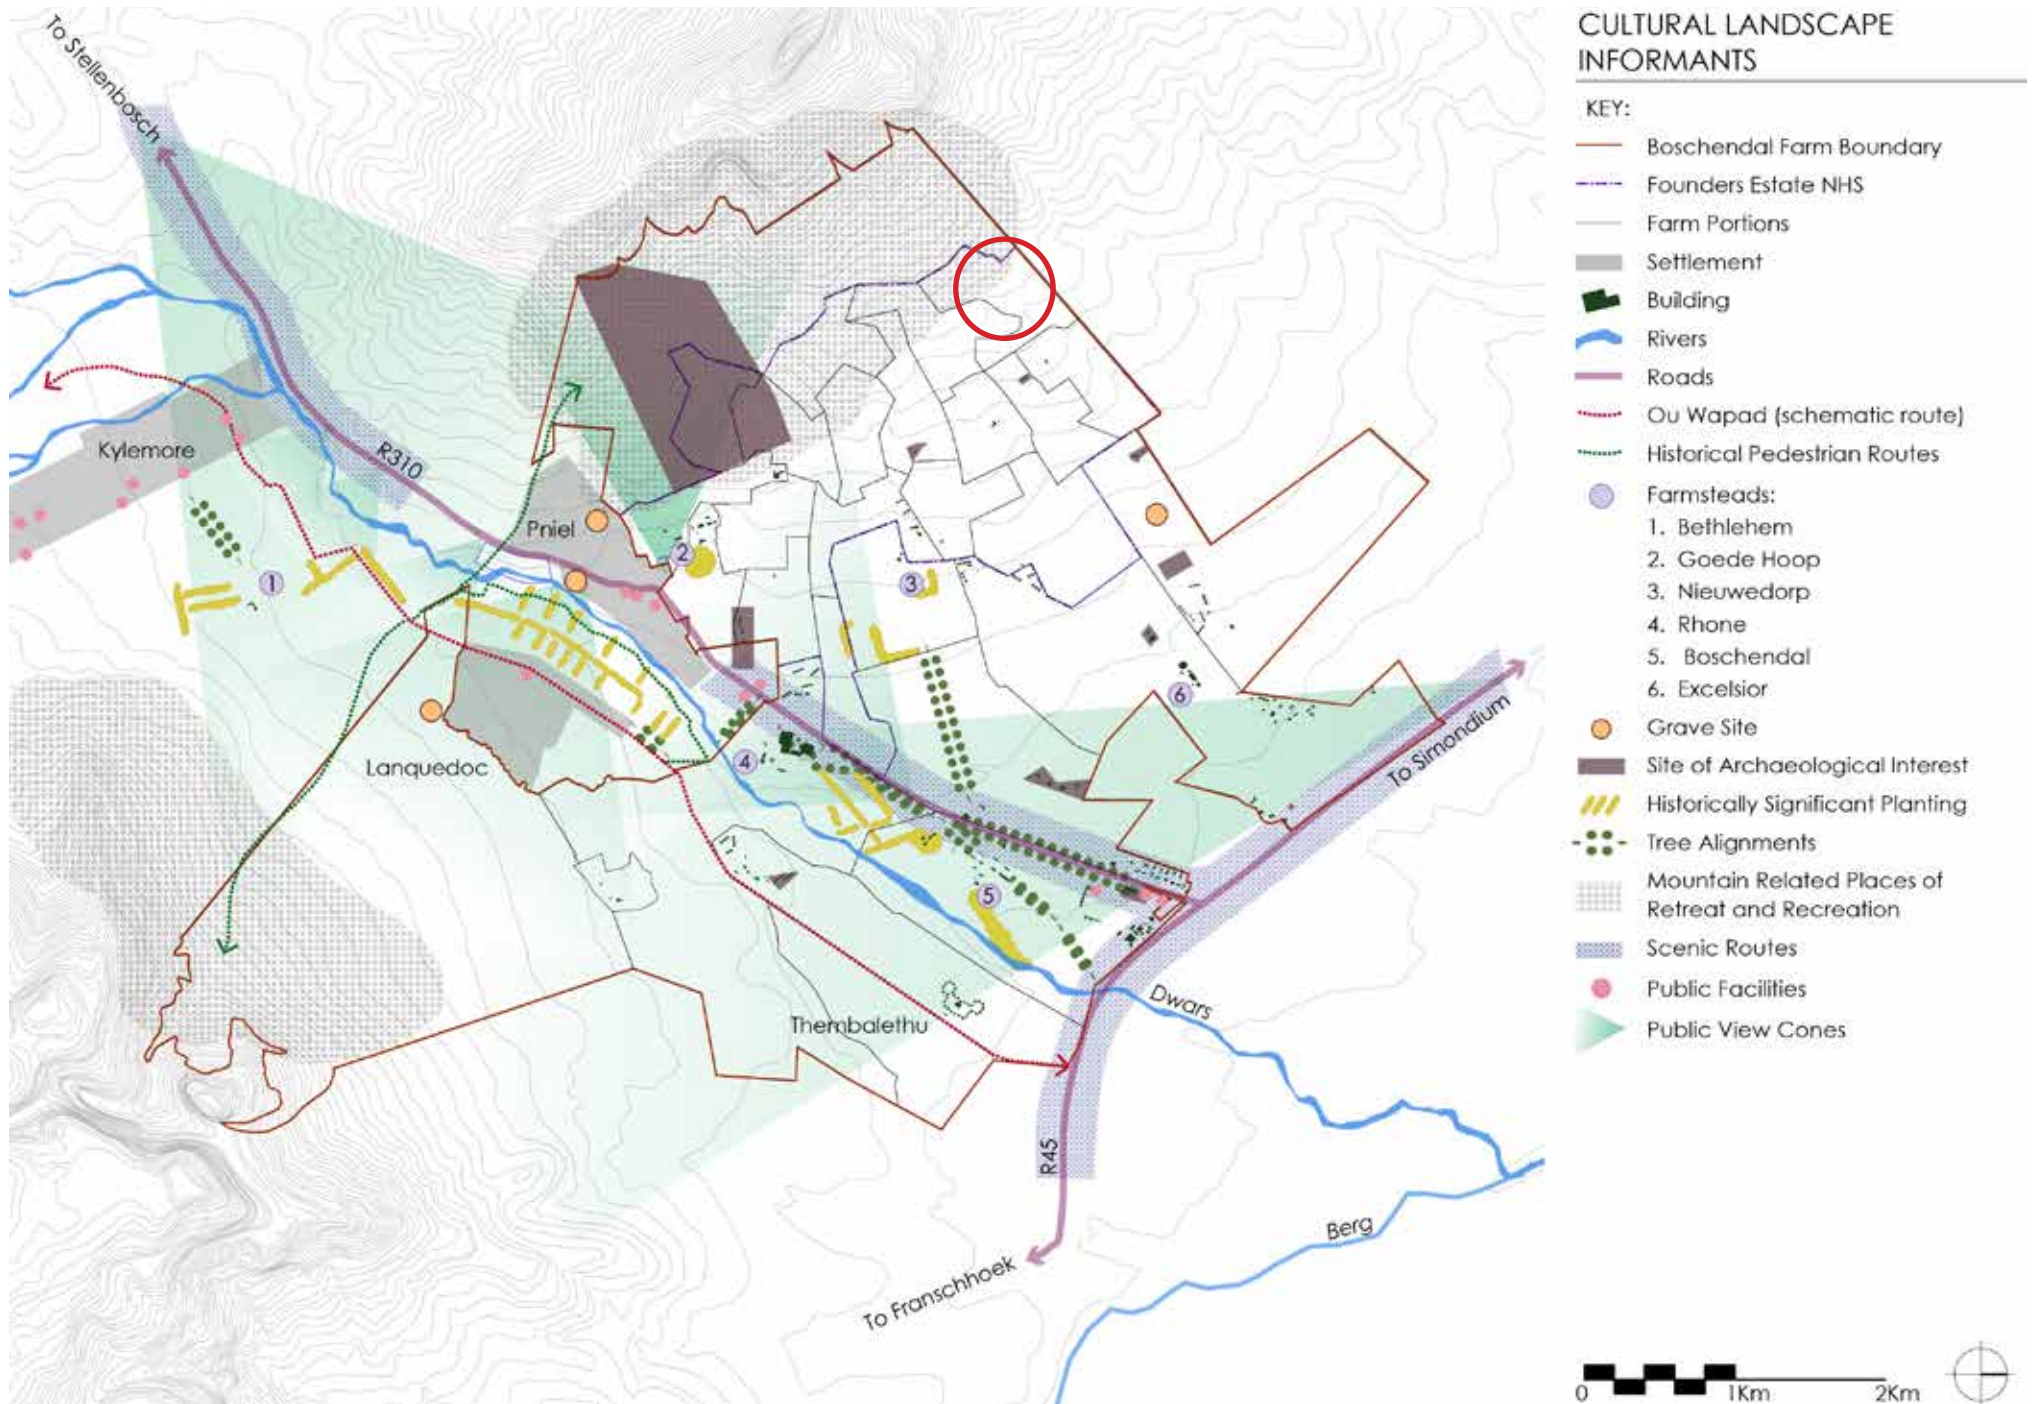 To Stellenbosch
R310
Kylemore
Pniel
1
2
3
4
5
6
Lanquedoc
To Simondium
Thembalethu
Dwars
R45
Berg
To Franschhoek
CULTURAL LANDSCAPE
INFORMANTS
KEY:
Boschendal Farm Boundary
Founders Estate NHS
Farm Portions
Settlement
Building
Rivers
Roads
Ou Wapad (schematic route)
Historical Pedestrian Routes
Farmsteads:
1. Bethlehem
2. Goede Hoop
3. Nieuwedorp
4. Rhone
5. Boschendal
6. Excelsior
Grave Site
Site of Archaeological Interest
Historically Significant Planting
Tree Alignments
Mountain Related Places of
Retreat and Recreation
Scenic Routes
Public Facilities
Public View Cones
0 1Km 2Km